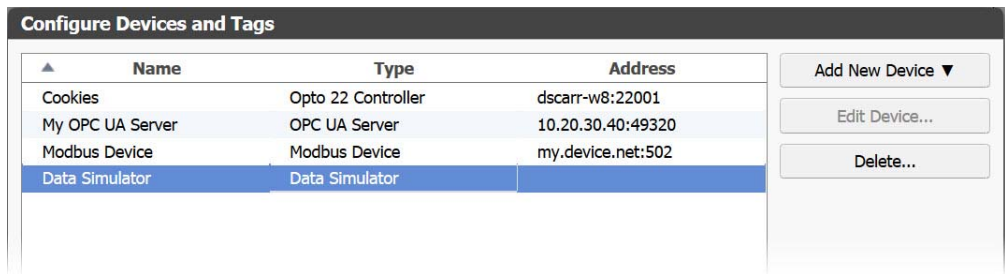 Configure Devices and Tags
Name Type Address Add New Device ▼
Cookies Opto 22 Controller dscarr-w8:22001
My OPC UA Server OPC UA Server 10.20.30.40:49320 Edit Device...
Modbus Device Modbus Device my.device.net:502 Delete...
Data Simulator Data Simulator